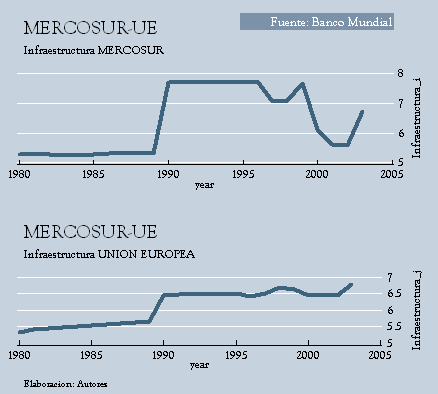 MERCOSUR-UE
Fuente: Banco Mundial
Infraestructura MERCOSUR
8
7
6
5
Infraestructura_i
1980 1985 1990 1995 2000 2005
year
MERCOSUR-UE
Infraestructura UNION EUROPEA
7
6.5
6
5.5
5
Infraestructura_j
1980 1985 1990 1995 2000 2005
year
Elaboracion: Autores